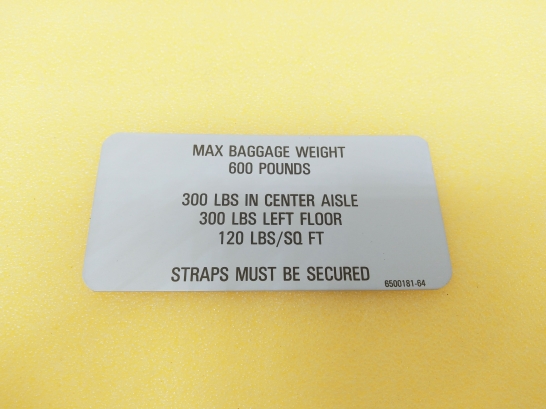 MAX BAGGAGE WEIGHT
600 POUNDS
300 LBS IN CENTER AISLE
300 LBS LEFT FLOOR
120 LBS/SQ FT
STRAPS MUST BE SECURED
6500181-64